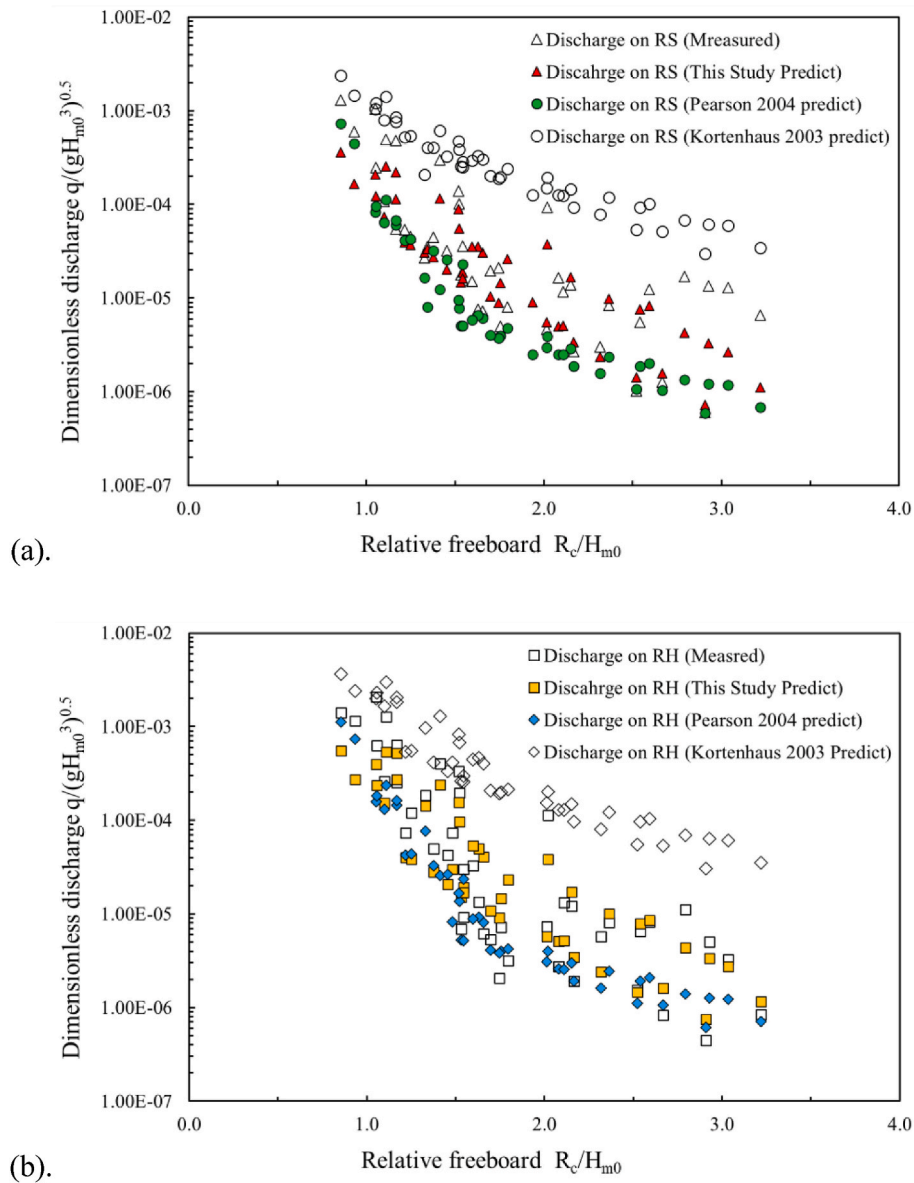 1.00E-02
1.00E-03
1.00E-04
1.00E-05
1.00E-06
1.00E-07
Dimensionless discharge q/(gHm0³)^0.5
Discharge on RS (Mreasured)
Discahrge on RS (This Study Predict)
Discharge on RS (Pearson 2004 predict)
Discharge on RS (Kortenhaus 2003 predict)
0.0 1.0 2.0 3.0 4.0
Relative freeboard Rc/Hm0
(a).
1.00E-02
1.00E-03
1.00E-04
1.00E-05
1.00E-06
1.00E-07
Dimensionless discharge q/(gHm0³)^0.5
Discharge on RH (Measred)
Discahrge on RH (This Study Predict)
Discharge on RH (Pearson 2004 predict)
Discharge on RH (Kortenhaus 2003 Predict)
0.0 1.0 2.0 3.0 4.0
Relative freeboard Rc/Hm0
(b).